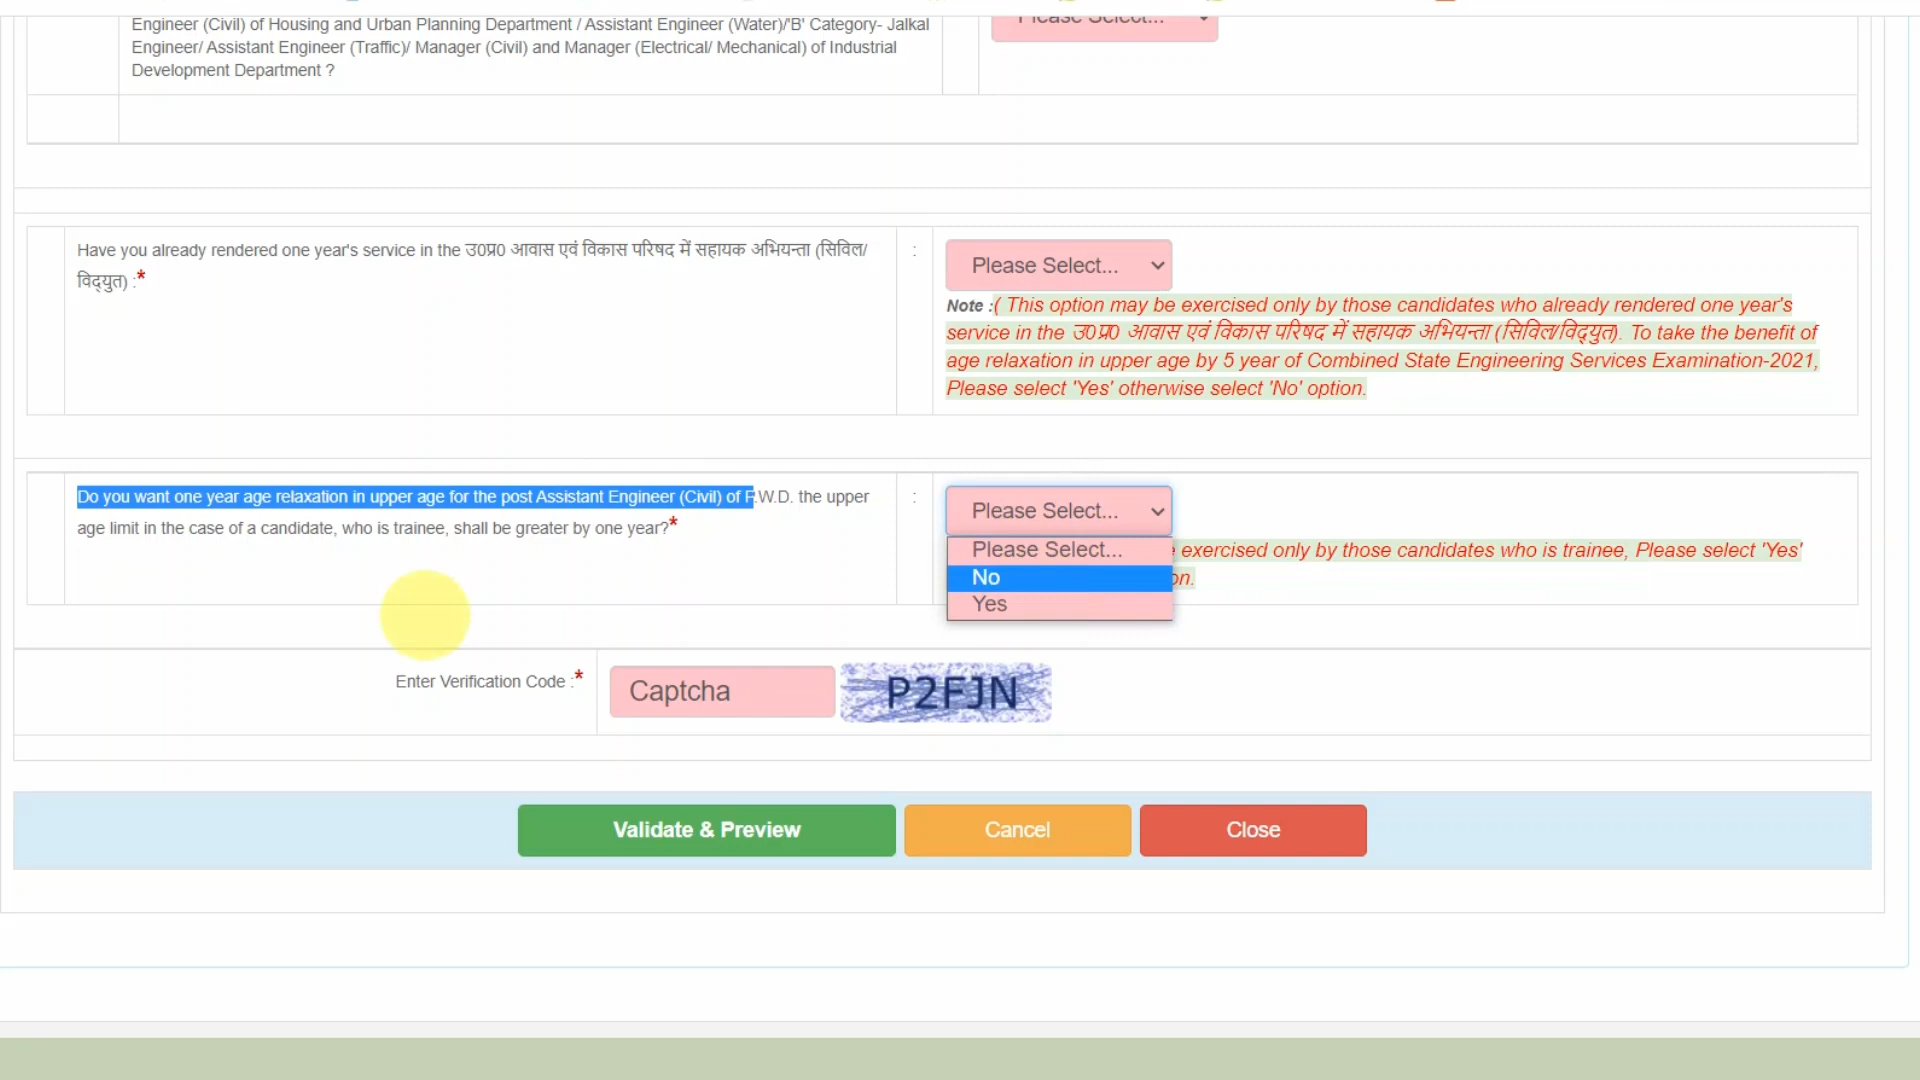 Engineer (Civil) of Housing and Urban Planning Department / Assistant Engineer (Water)/'B' Category- Jalkal
Engineer/ Assistant Engineer (Traffic)/ Manager (Civil) and Manager (Electrical/ Mechanical) of Industrial
Development Department ?
Please Select...
Have you already rendered one year's service in the उ0प्र0 आवास एवं विकास परिषद में सहायक अभियन्ता (सिविल/
विद्युत) :*
:
Please Select...
Note :( This option may be exercised only by those candidates who already rendered one year's
service in the उ0प्र0 आवास एवं विकास परिषद में सहायक अभियन्ता (सिविल/विद्युत). To take the benefit of
age relaxation in upper age by 5 year of Combined State Engineering Services Examination-2021,
Please select 'Yes' otherwise select 'No' option.
Do you want one year age relaxation in upper age for the post Assistant Engineer (Civil) of P.W.D. the upper
age limit in the case of a candidate, who is trainee, shall be greater by one year?*
:
Please Select...
Please Select...
No
Yes
exercised only by those candidates who is trainee, Please select 'Yes'
on.
Enter Verification Code :*
Captcha
P2FJN
Validate & Preview
Cancel
Close